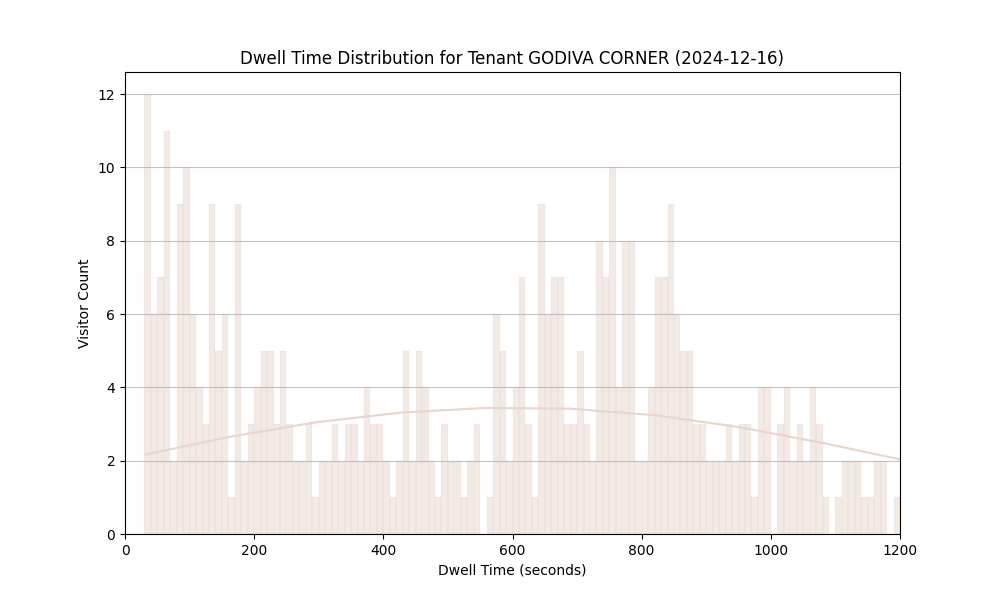 Dwell Time Distribution for Tenant GODIVA CORNER (2024-12-16)
12
10
8
6
4
2
0
Visitor Count
0 200 400 600 800 1000 1200
Dwell Time (seconds)